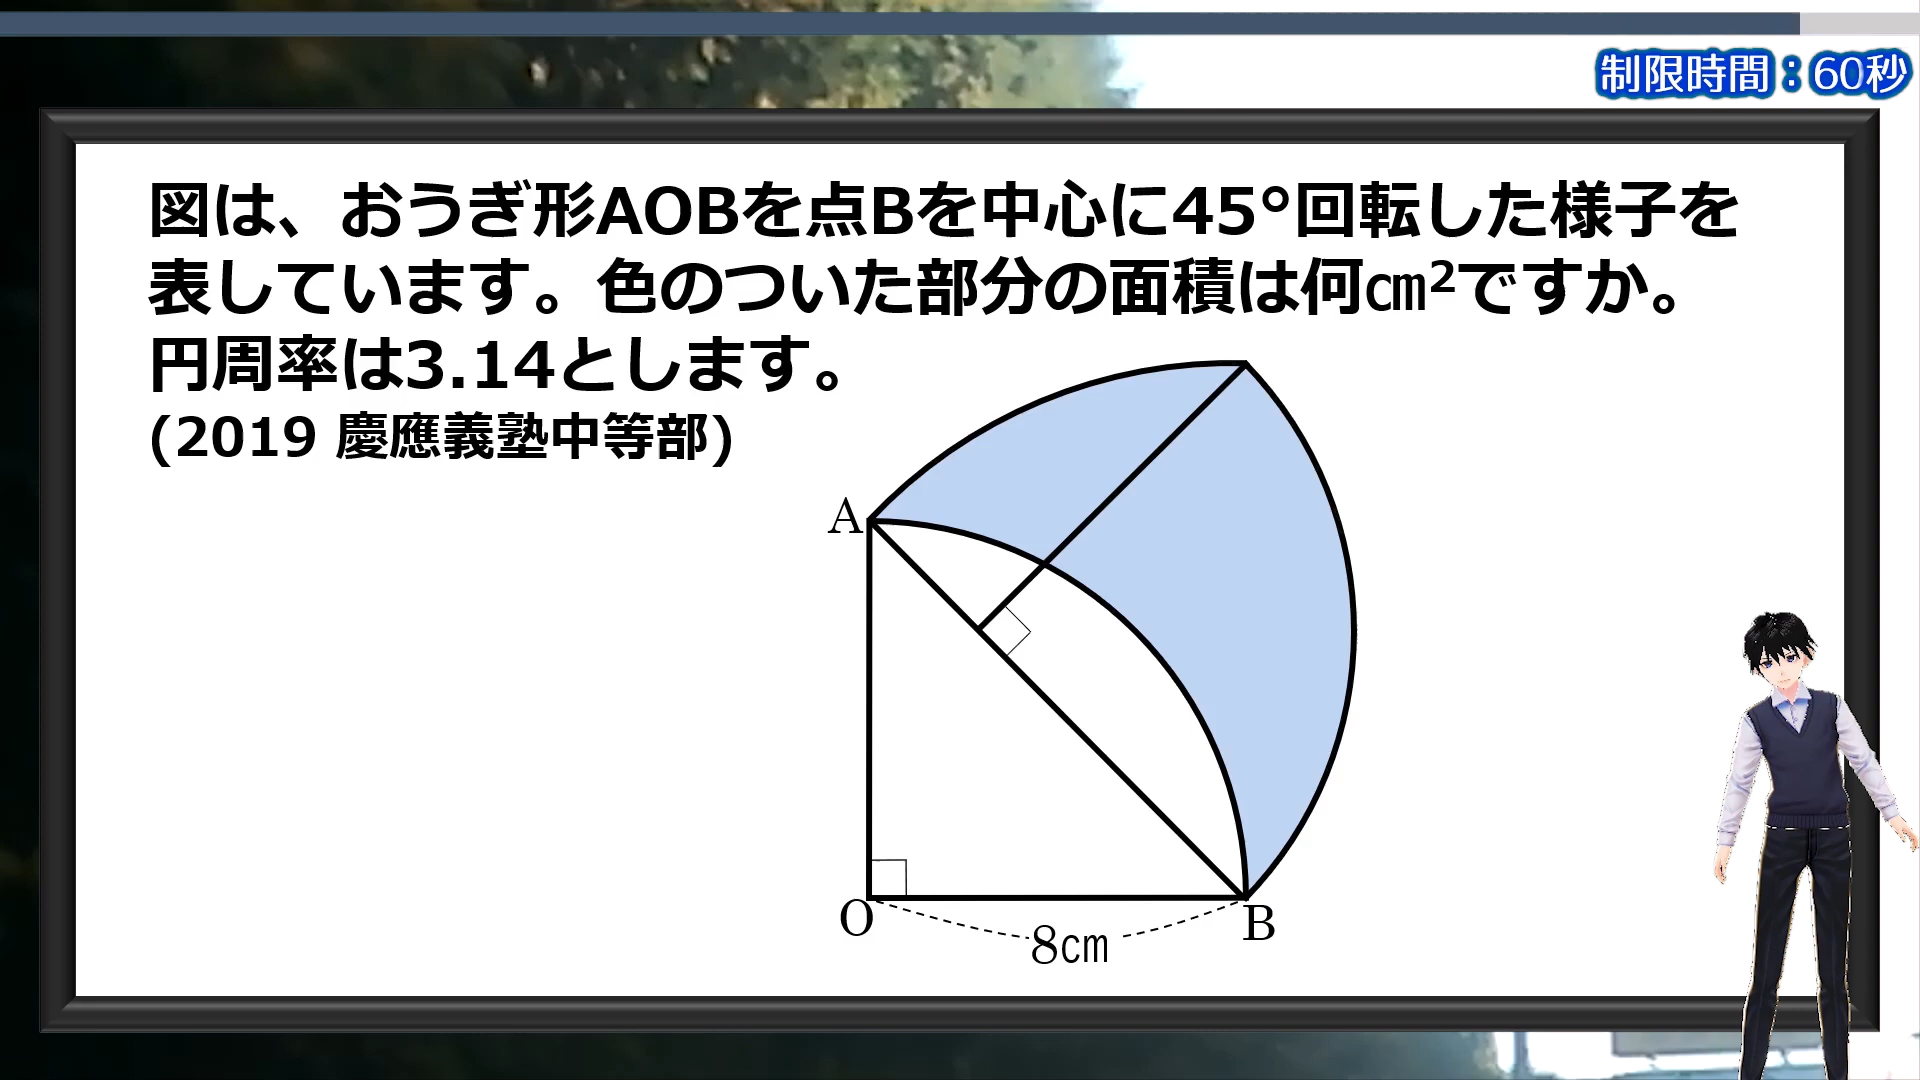 制限時間：60秒
図は、おうぎ形AOBを点Bを中心に45°回転した様子を
表しています。色のついた部分の面積は何㎝²ですか。
円周率は3.14とします。
(2019 慶應義塾中等部)
A
O
B
8㎝